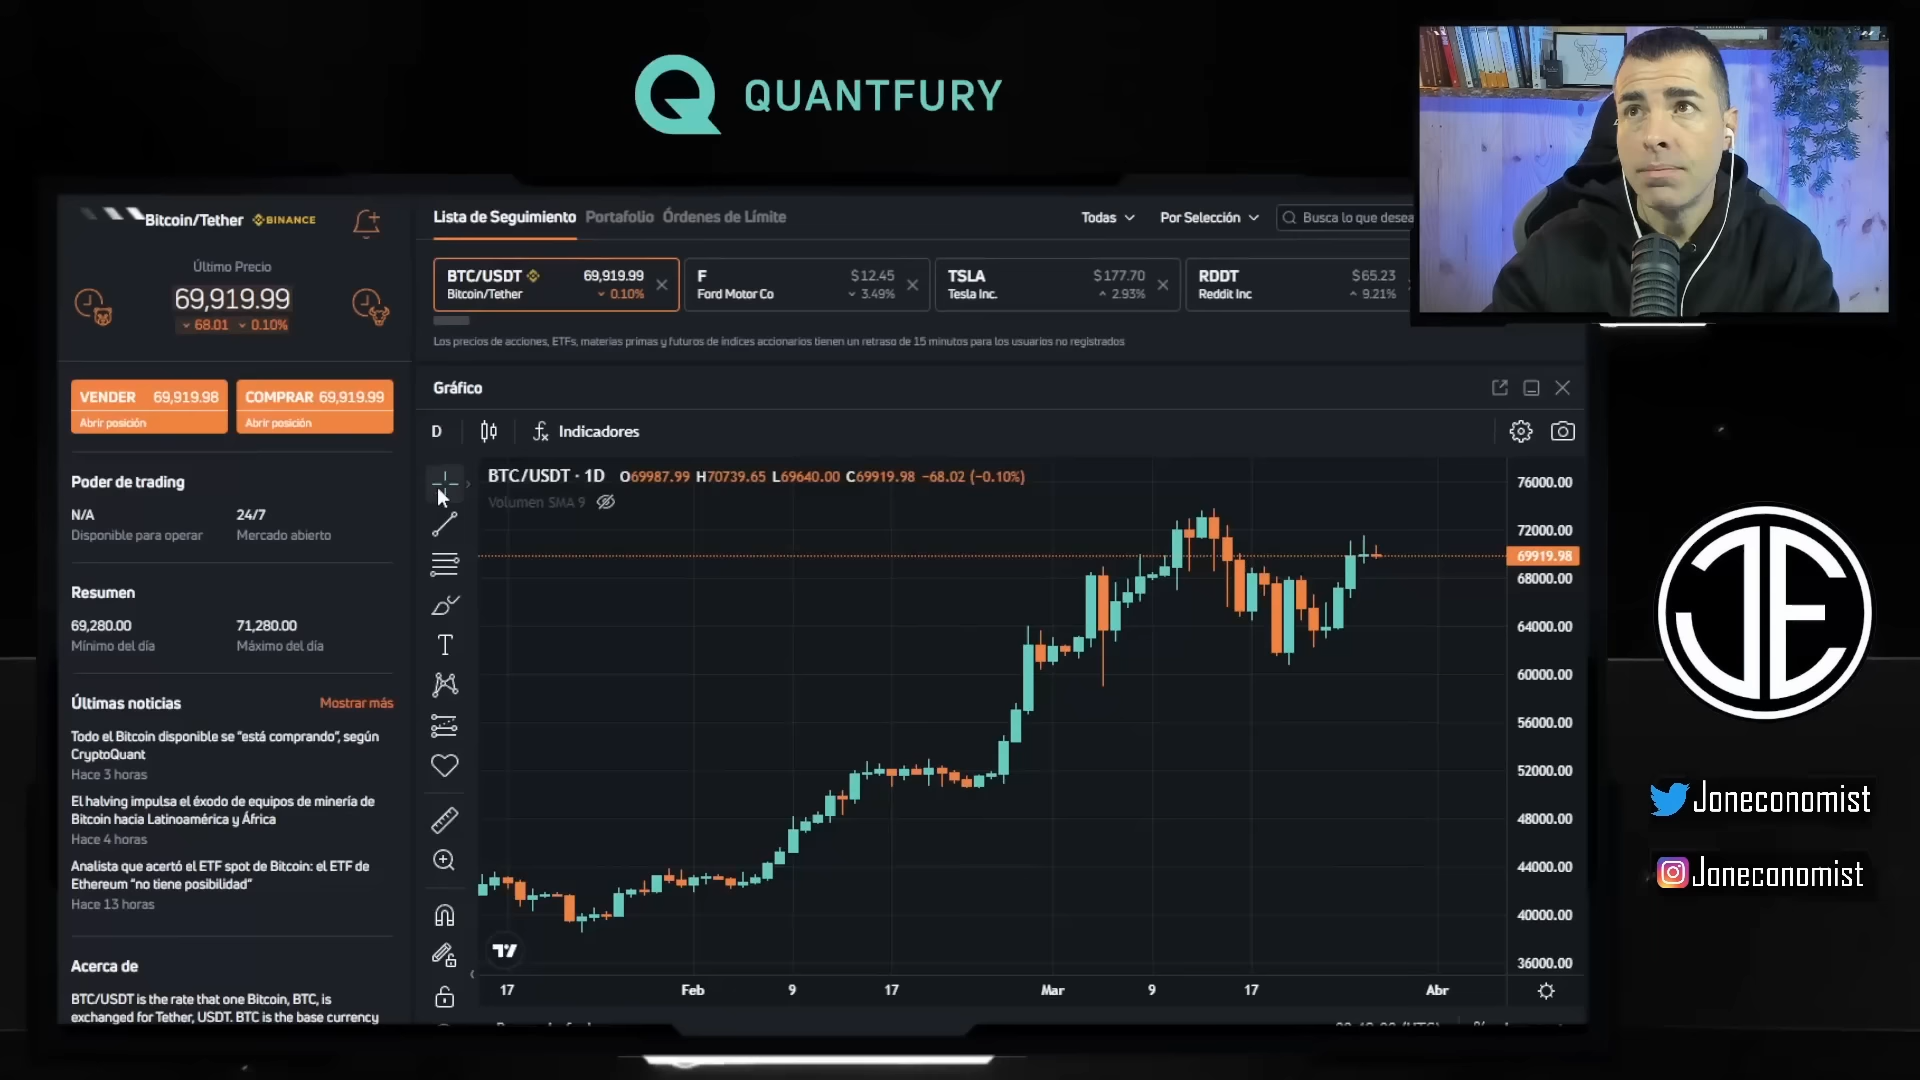 QUANTFURY
Bitcoin/Tether BINANCE
Último Precio
69,919.99
68.01 0.10%
VENDER 69,919.98
Abrir posición
COMPRAR 69,919.99
Abrir posición
Poder de trading
N/A 24/7
Disponible para operar Mercado abierto
Resumen
69,280.00 71,280.00
Mínimo del día Máximo del día
Últimas noticias Mostrar más
Todo el Bitcoin disponible se “está comprando”, según
CryptoQuant
Hace 3 horas
El halving impulsa el éxodo de equipos de minería de
Bitcoin hacia Latinoamérica y África
Hace 4 horas
Analista que acertó el ETF spot de Bitcoin: el ETF de
Ethereum “no tiene posibilidad”
Hace 13 horas
Acerca de
BTC/USDT is the rate that one Bitcoin, BTC, is
exchanged for Tether, USDT. BTC is the base currency
Lista de Seguimiento Portafolio Órdenes de Límite Todas Por Selección Busca lo que desea
BTC/USDT 69,919.99
Bitcoin/Tether 0.10%
F $12.45
Ford Motor Co 3.49%
TSLA $177.70
Tesla Inc. 2.93%
RDDT $65.23
Reddit Inc 9.21%
Los precios de acciones, ETFs, materias primas y futuros de índices accionarios tienen un retraso de 15 minutos para los usuarios no registrados
Gráfico
D Indicadores
BTC/USDT · 1D O69987.99 H70739.65 L69640.00 C69919.98 −68.02 (−0.10%)
Volumen SMA 9
76000.00
72000.00
69919.98
68000.00
64000.00
60000.00
56000.00
52000.00
48000.00
44000.00
40000.00
36000.00
17 Feb 9 17 Mar 9 17 Abr
JE
Joneconomist
Joneconomist